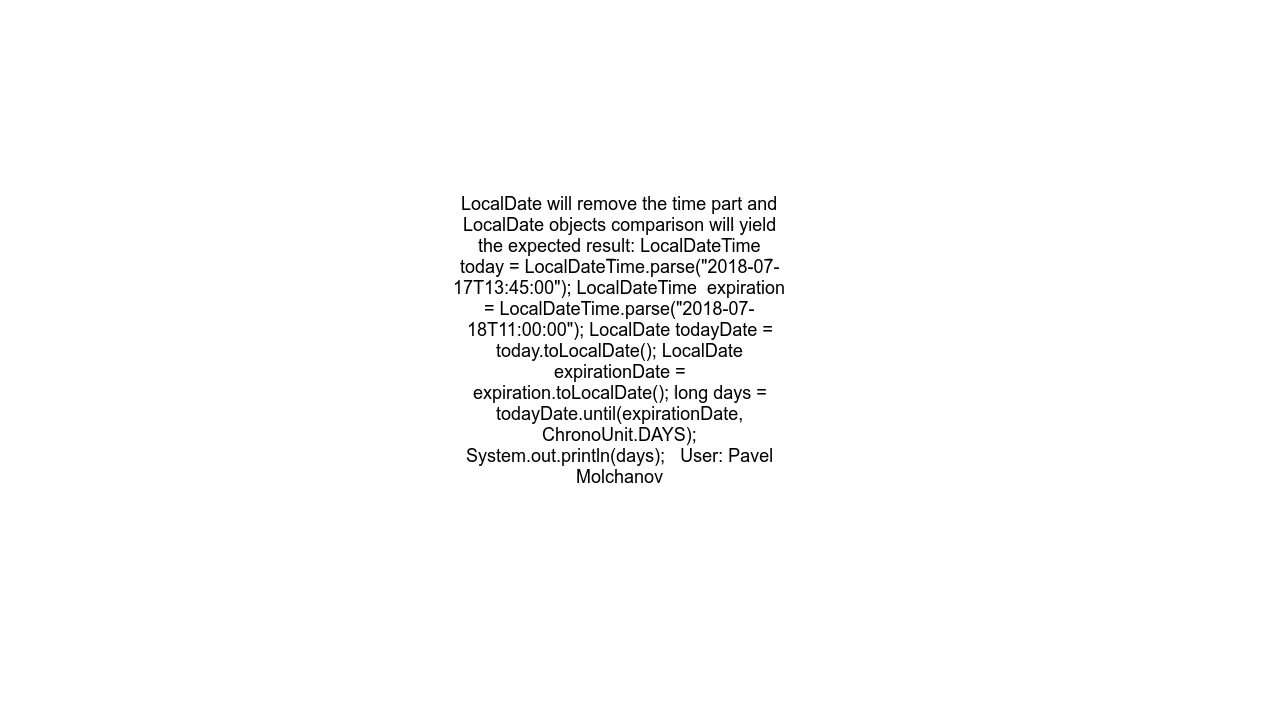 LocalDate will remove the time part and
LocalDate objects comparison will yield
the expected result: LocalDateTime
today = LocalDateTime.parse("2018-07-
17T13:45:00"); LocalDateTime  expiration
= LocalDateTime.parse("2018-07-
18T11:00:00"); LocalDate todayDate =
today.toLocalDate(); LocalDate
expirationDate =
expiration.toLocalDate(); long days =
todayDate.until(expirationDate,
ChronoUnit.DAYS);
System.out.println(days);   User: Pavel
Molchanov